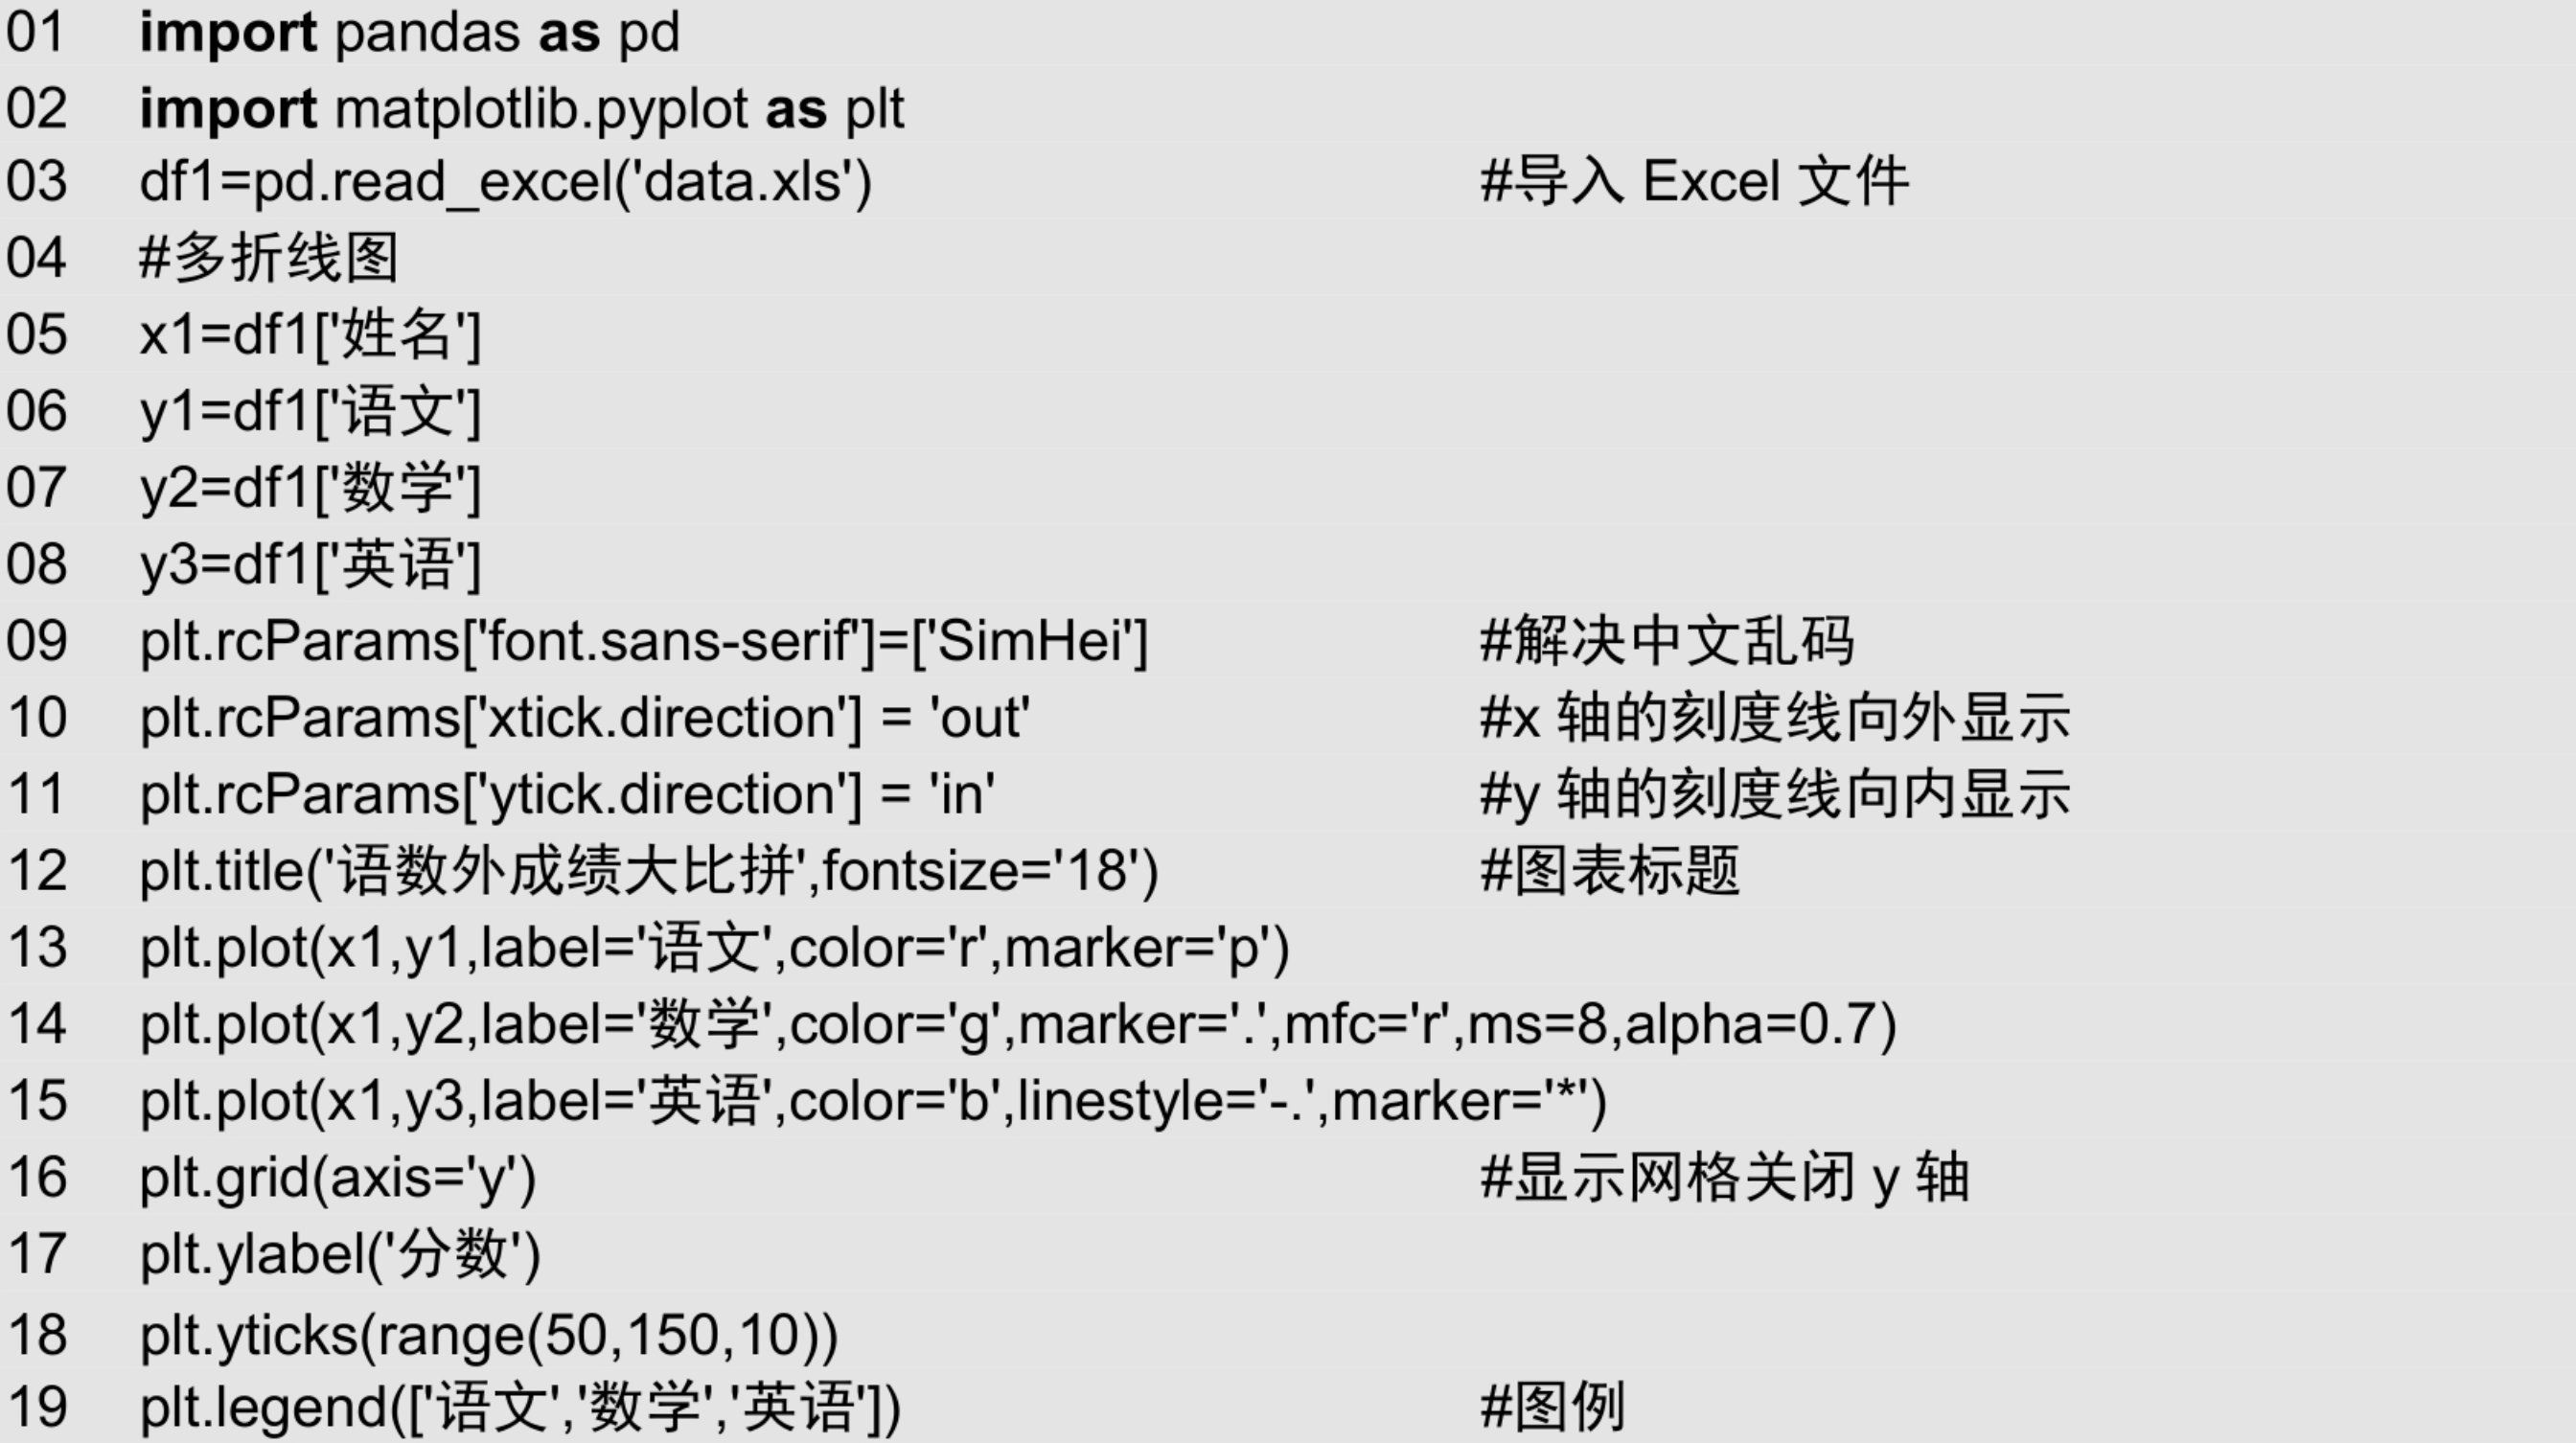 01 import pandas as pd
02 import matplotlib.pyplot as plt
03 df1=pd.read_excel('data.xls') #导入 Excel 文件
04 #多折线图
05 x1=df1['姓名']
06 y1=df1['语文']
07 y2=df1['数学']
08 y3=df1['英语']
09 plt.rcParams['font.sans-serif']=['SimHei'] #解决中文乱码
10 plt.rcParams['xtick.direction'] = 'out' #x 轴的刻度线向外显示
11 plt.rcParams['ytick.direction'] = 'in' #y 轴的刻度线向内显示
12 plt.title('语数外成绩大比拼',fontsize='18') #图表标题
13 plt.plot(x1,y1,label='语文',color='r',marker='p')
14 plt.plot(x1,y2,label='数学',color='g',marker='.',mfc='r',ms=8,alpha=0.7)
15 plt.plot(x1,y3,label='英语',color='b',linestyle='-.',marker='*')
16 plt.grid(axis='y') #显示网格关闭 y 轴
17 plt.ylabel('分数')
18 plt.yticks(range(50,150,10))
19 plt.legend(['语文','数学','英语']) #图例